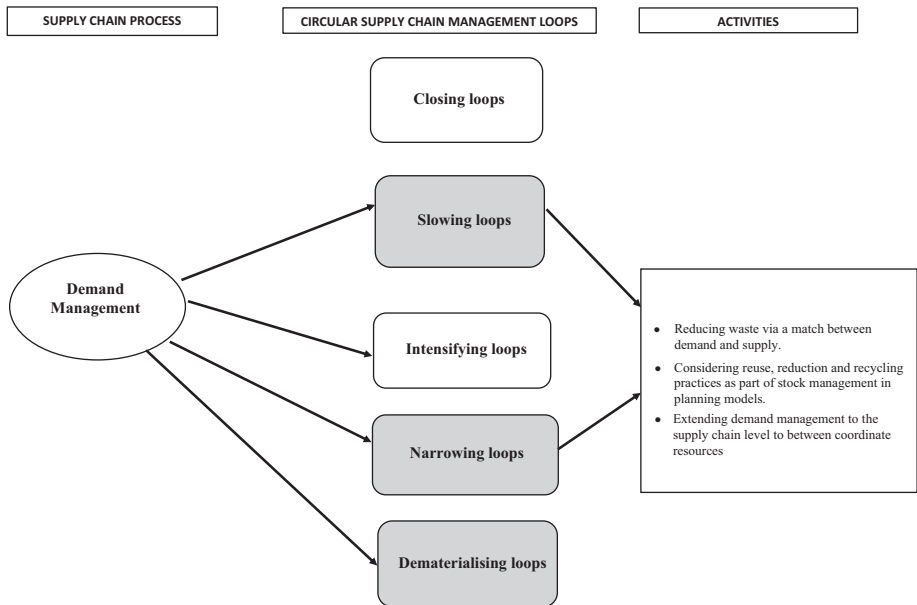 SUPPLY CHAIN PROCESS
CIRCULAR SUPPLY CHAIN MANAGEMENT LOOPS
ACTIVITIES
Closing loops
Slowing loops
Demand
Management
Intensifying loops
Narrowing loops
Dematerialising loops
• Reducing waste via a match between
demand and supply.
• Considering reuse, reduction and recycling
practices as part of stock management in
planning models.
• Extending demand management to the
supply chain level to between coordinate
resources